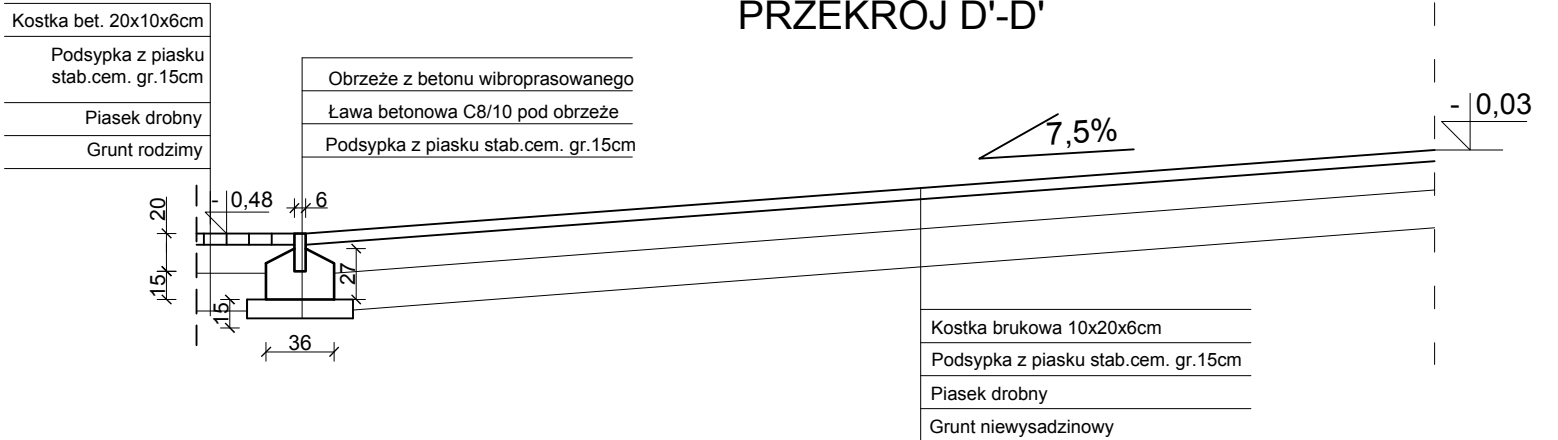 PRZEKRÓJ D'-D'
Kostka bet. 20x10x6cm
Podsypka z piasku
stab.cem. gr.15cm
Piasek drobny
Grunt rodzimy
Obrzeże z betonu wibroprasowanego
Ława betonowa C8/10 pod obrzeże
Podsypka z piasku stab.cem. gr.15cm
7,5%
- 0,03
- 0,48
6
20
15
27
15
36
Kostka brukowa 10x20x6cm
Podsypka z piasku stab.cem. gr.15cm
Piasek drobny
Grunt niewysadzinowy